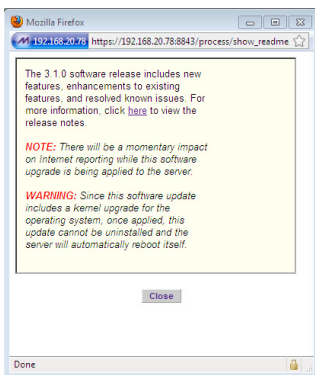 Mozilla Firefox
192.168.20.78 https://192.168.20.78:8843/process/show_readme
The 3.1.0 software release includes new
features, enhancements to existing
features, and resolved known issues. For
more information, click here to view the
release notes.
NOTE: There will be a momentary impact
on Internet reporting while this software
upgrade is being applied to the server.
WARNING: Since this software update
includes a kernel upgrade for the
operating system, once applied, this
update cannot be uninstalled and the
server will automatically reboot itself.
Close
Done